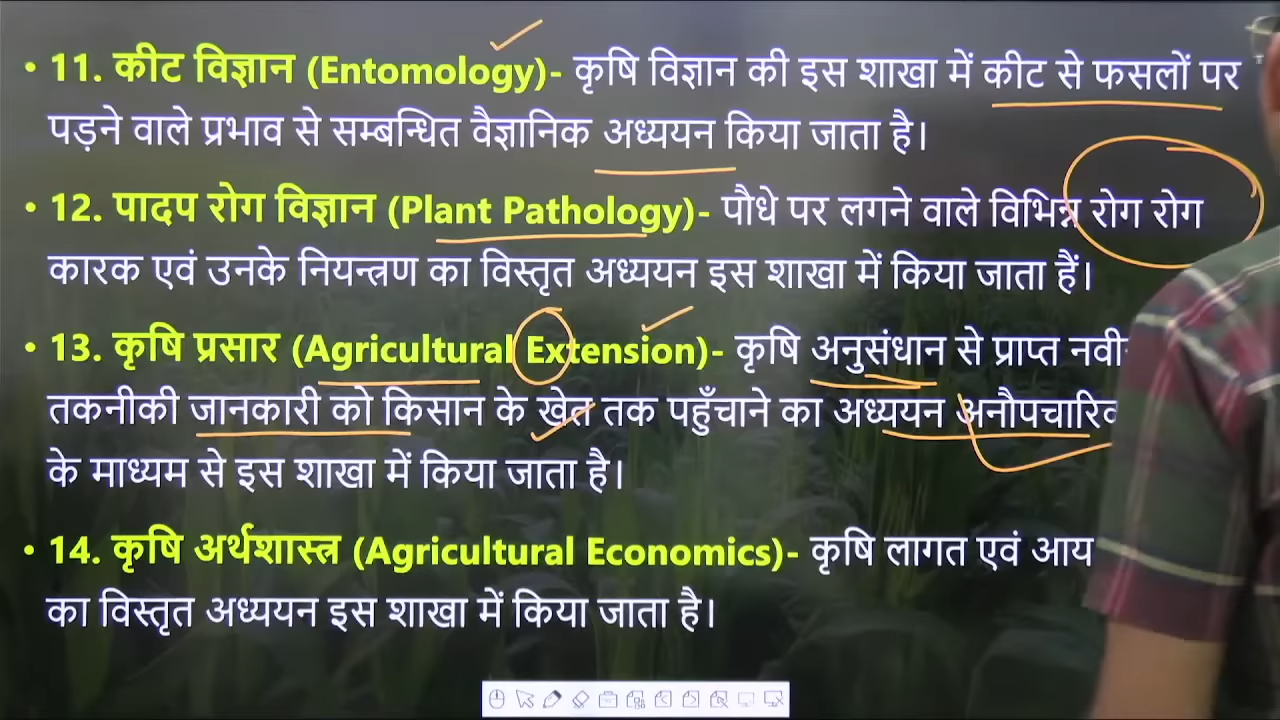 • 11. कीट विज्ञान (Entomology)- कृषि विज्ञान की इस शाखा में कीट से फसलों पर
पड़ने वाले प्रभाव से सम्बन्धित वैज्ञानिक अध्ययन किया जाता है।
• 12. पादप रोग विज्ञान (Plant Pathology)- पौधे पर लगने वाले विभिन्न रोग रोग
कारक एवं उनके नियन्त्रण का विस्तृत अध्ययन इस शाखा में किया जाता हैं।
• 13. कृषि प्रसार (Agricultural Extension)- कृषि अनुसंधान से प्राप्त
तकनीकी जानकारी को किसान के खेत तक पहुँचाने का अध्ययन
के माध्यम से इस शाखा में किया जाता है।
• 14. कृषि अर्थशास्त्र (Agricultural Economics)- कृषि लागत एवं आय
का विस्तृत अध्ययन इस शाखा में किया जाता है।